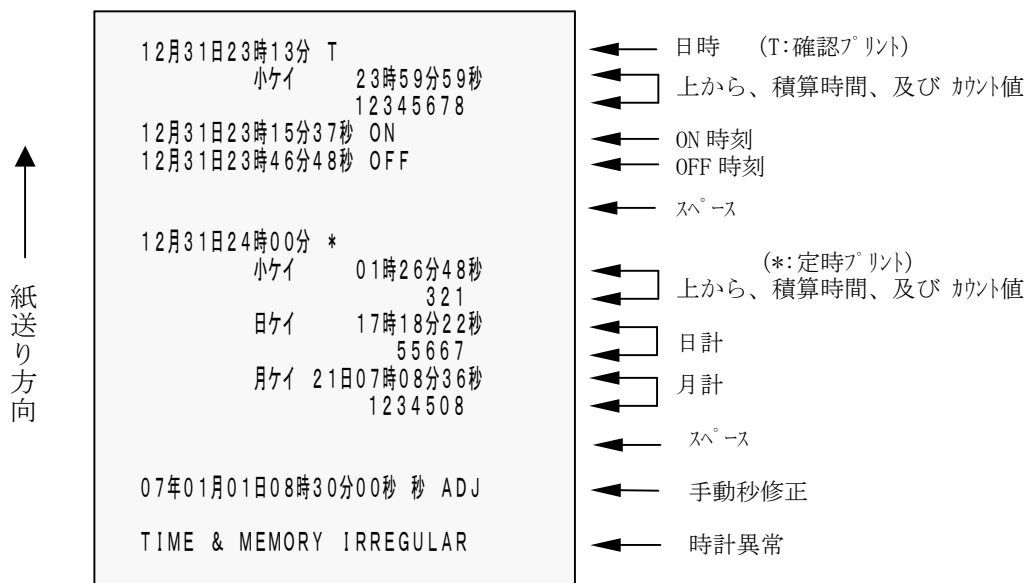 12月31日23時13分 T
日時 (T:確認プリント)
小ケイ 23時59分59秒
12345678
上から、積算時間、及び カウント値
12月31日23時15分37秒 ON
ON 時刻
12月31日23時46分48秒 OFF
OFF 時刻
スペース
12月31日24時00分 *
(*:定時プリント)
小ケイ 01時26分48秒
321
上から、積算時間、及び カウント値
日ケイ 17時18分22秒
55667
日計
月ケイ 21日07時08分36秒
1234508
月計
スペース
07年01月01日08時30分00秒 秒 ADJ
手動秒修正
TIME & MEMORY IRREGULAR
時計異常
紙送り方向